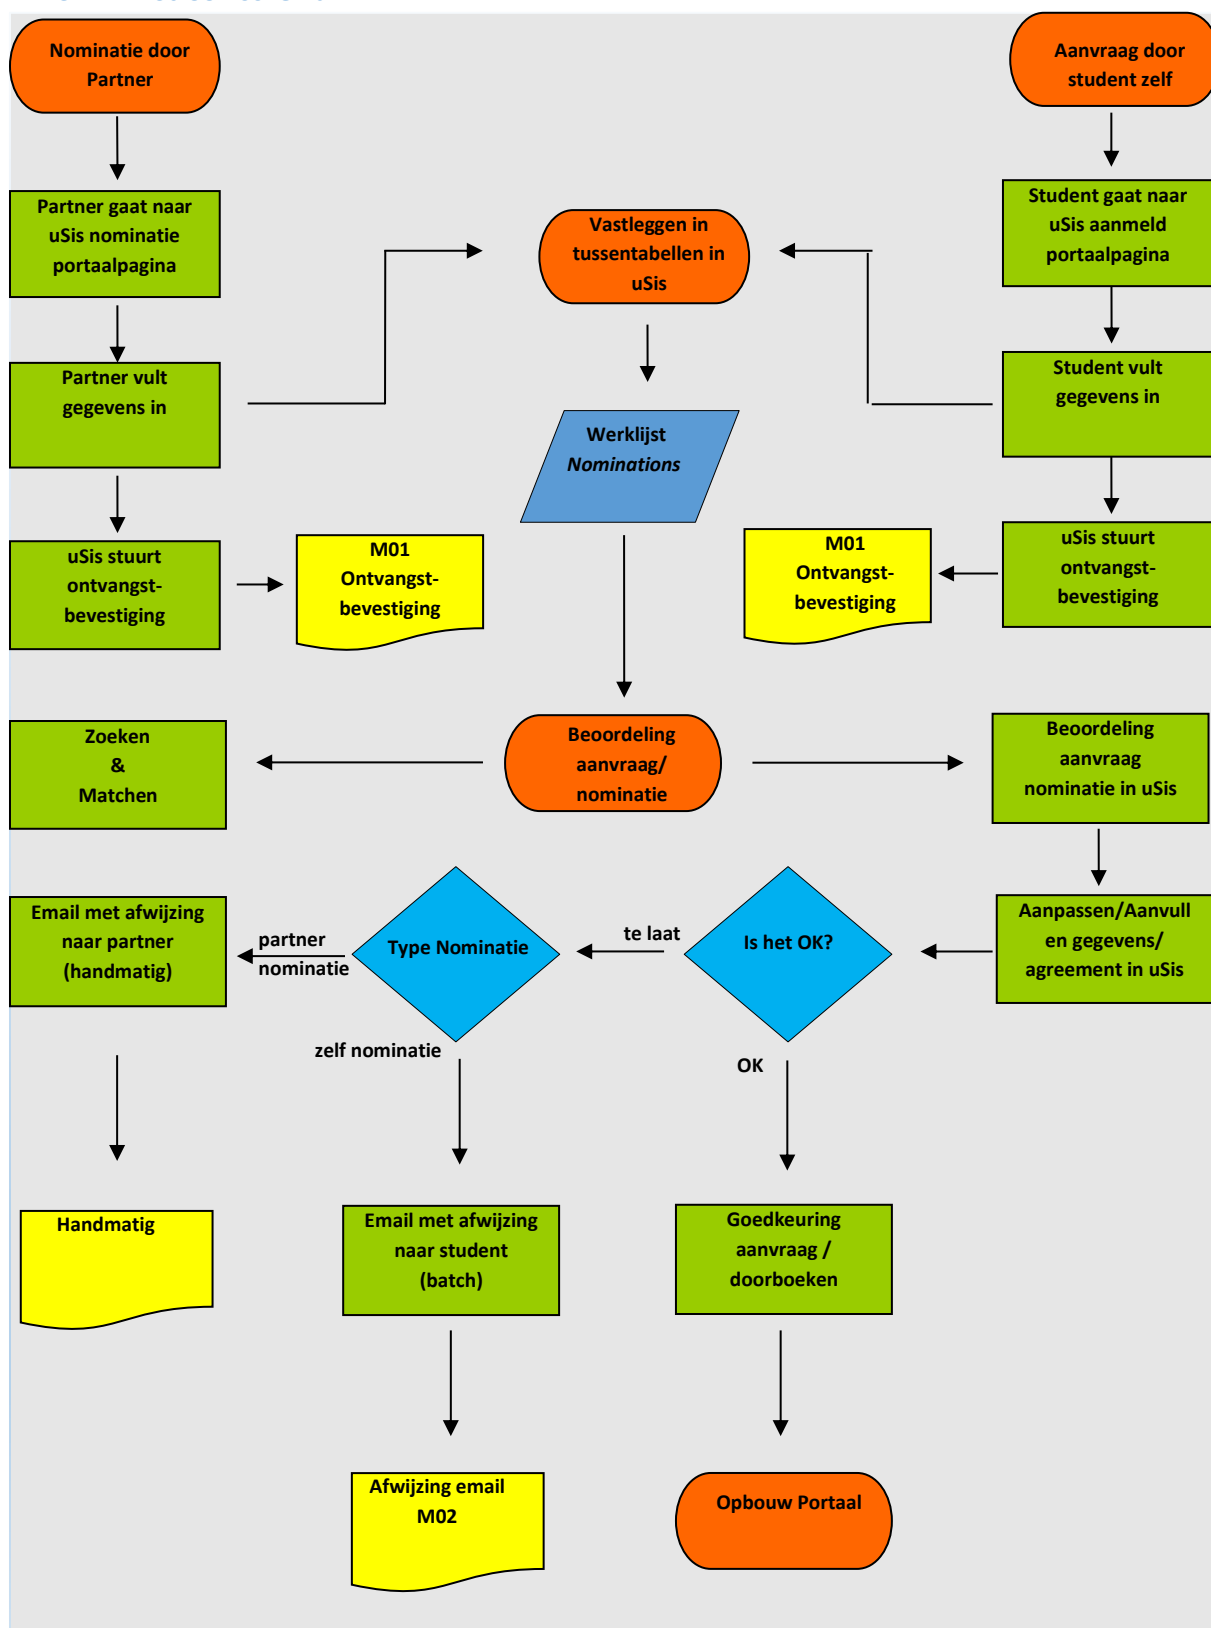 Nominatie door
Partner
Aanvraag door
student zelf
Partner gaat naar
uSis nominatie
portaalpagina
Vastleggen in
tussentabellen in
uSis
Student gaat naar
uSis aanmeld
portaalpagina
Partner vult
gegevens in
Student vult
gegevens in
Werklijst
Nominations
uSis stuurt
ontvangst-
bevestiging
M01
Ontvangst-
bevestiging
M01
Ontvangst-
bevestiging
uSis stuurt
ontvangst-
bevestiging
Zoeken
&
Matchen
Beoordeling
aanvraag/
nominatie
Beoordeling
aanvraag
nominatie in uSis
Email met afwijzing
naar partner
(handmatig)
partner
nominatie
Type Nominatie
te laat
Is het OK?
Aanpassen/Aanvull
en gegevens/
agreement in uSis
zelf nominatie
OK
Handmatig
Email met afwijzing
naar student
(batch)
Goedkeuring
aanvraag /
doorboeken
Afwijzing email
M02
Opbouw Portaal